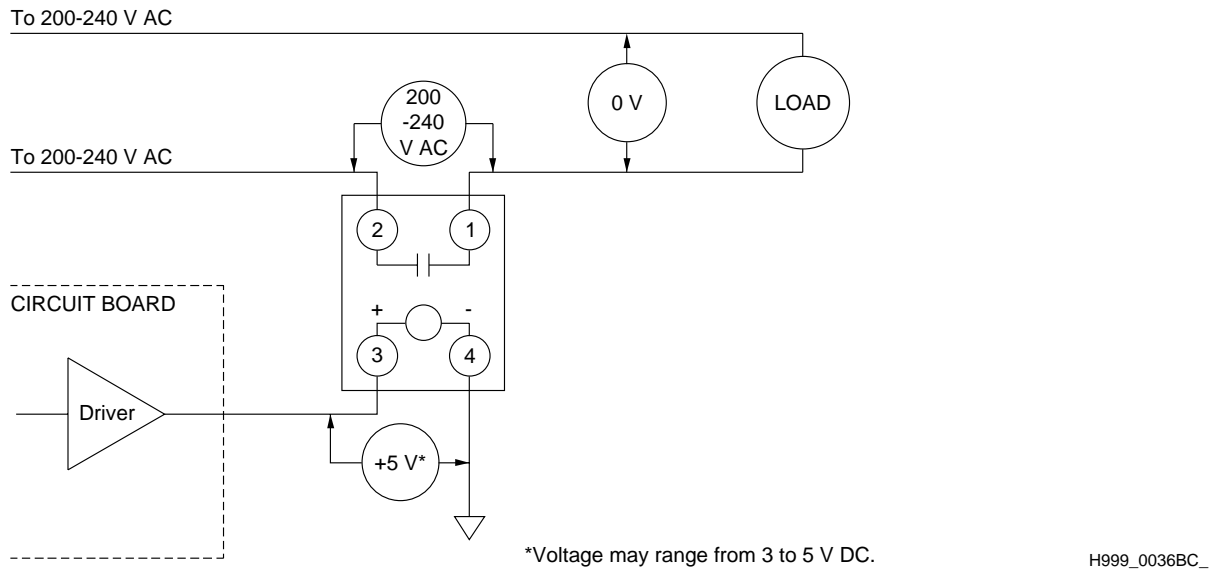 To 200-240 V AC
200
-240
V AC
0 V
LOAD
To 200-240 V AC
2
1
CIRCUIT BOARD
+
-
3
4
Driver
+5 V*
*Voltage may range from 3 to 5 V DC.
H999_0036BC_